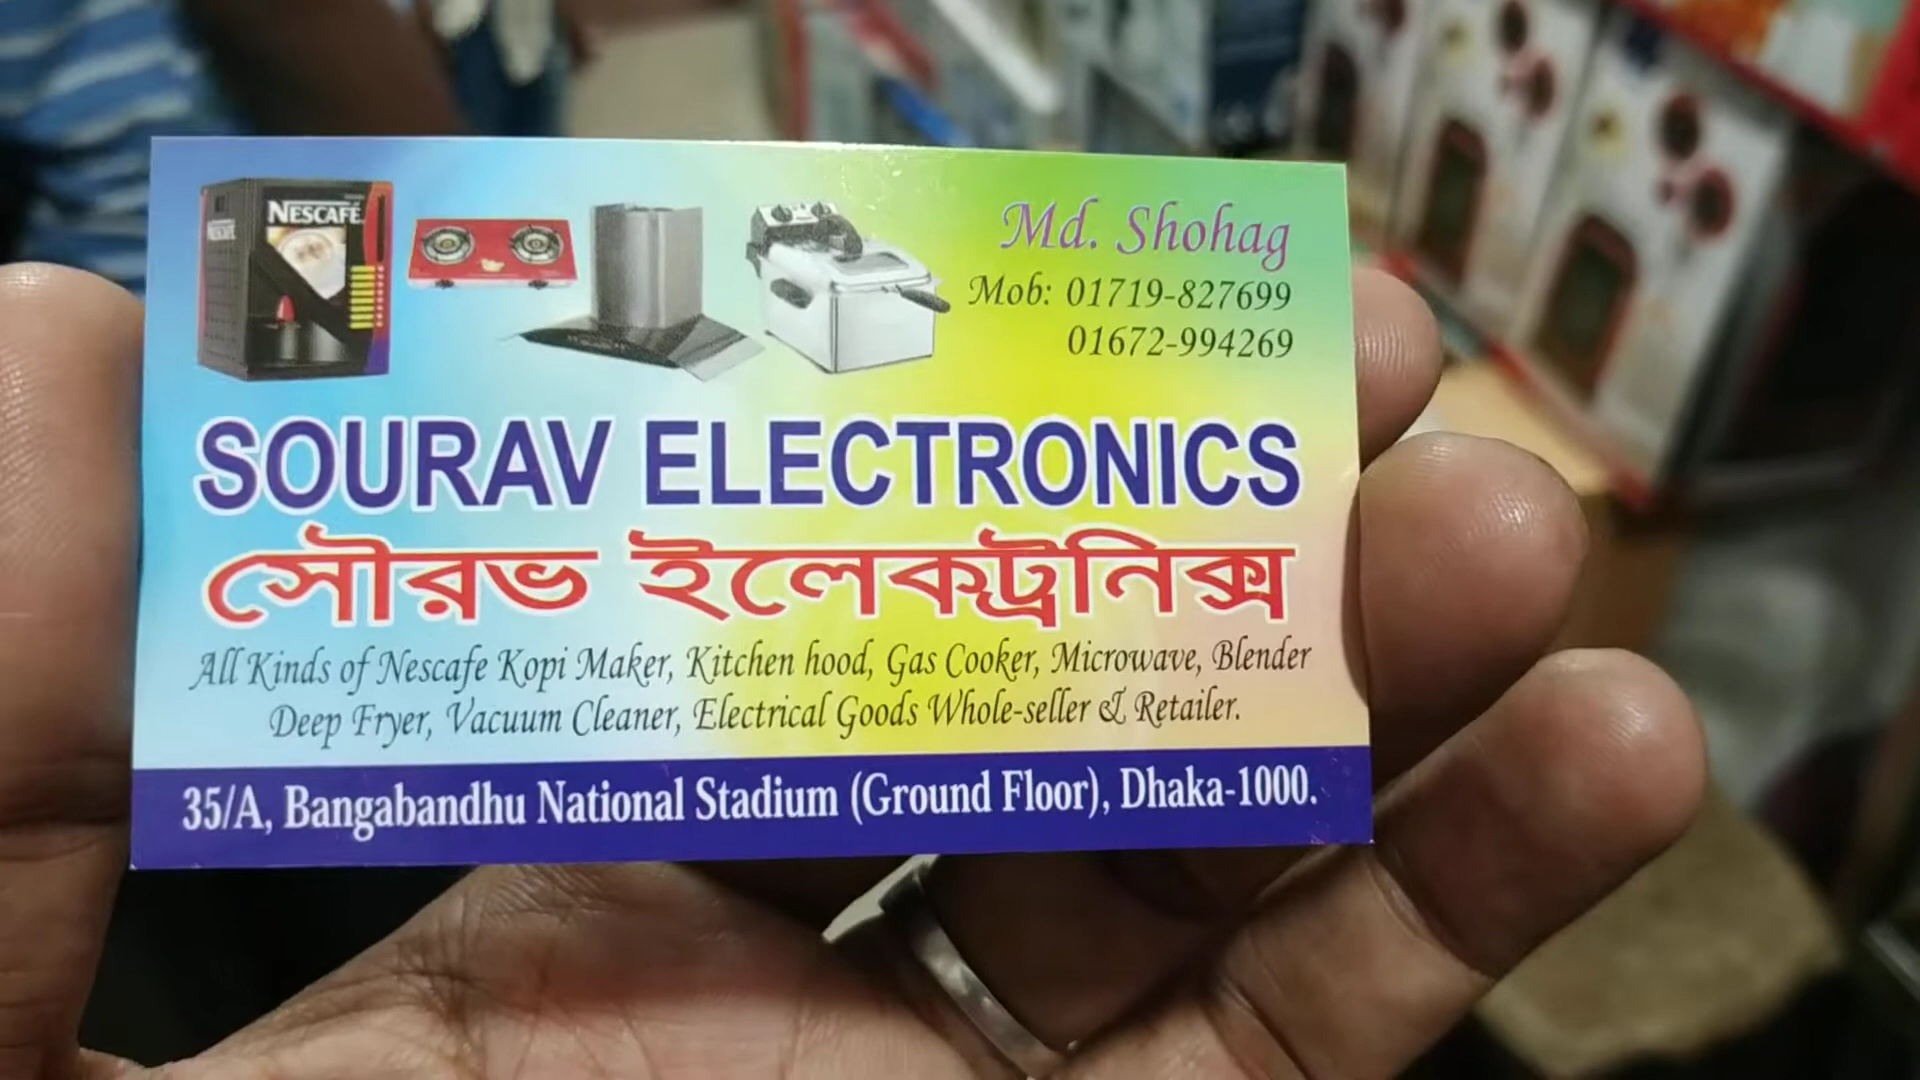 NESCAFÉ
Md. Shohag
Mob: 01719-827699
01672-994269
SOURAV ELECTRONICS
সৌরভ ইলেকট্রনিক্স
All Kinds of Nescafe Kopi Maker, Kitchen hood, Gas Cooker, Microwave, Blender
Deep Fryer, Vacuum Cleaner, Electrical Goods Whole-seller & Retailer.
35/A, Bangabandhu National Stadium (Ground Floor), Dhaka-1000.